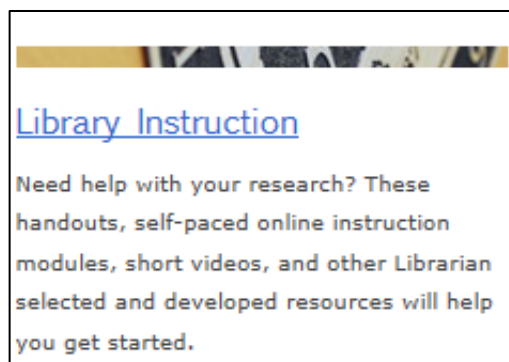 Library Instruction
Need help with your research? These
handouts, self-paced online instruction
modules, short videos, and other Librarian
selected and developed resources will help
you get started.